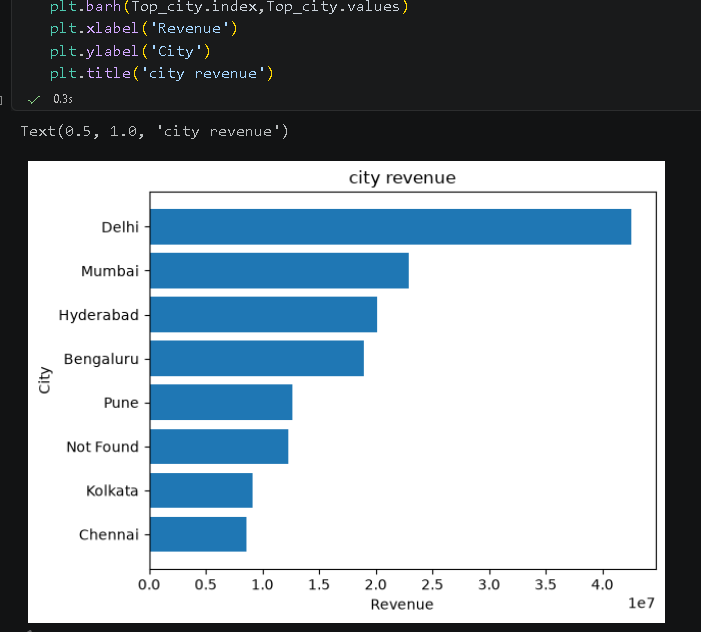 plt.barh(Top_city.index,Top_city.values)
plt.xlabel('Revenue')
plt.ylabel('City')
plt.title('city revenue')
0.3s
Text(0.5, 1.0, 'city revenue')
city revenue
Delhi
Mumbai
Hyderabad
Bengaluru
Pune
Not Found
Kolkata
Chennai
City
0.0 0.5 1.0 1.5 2.0 2.5 3.0 3.5 4.0
Revenue
1e7